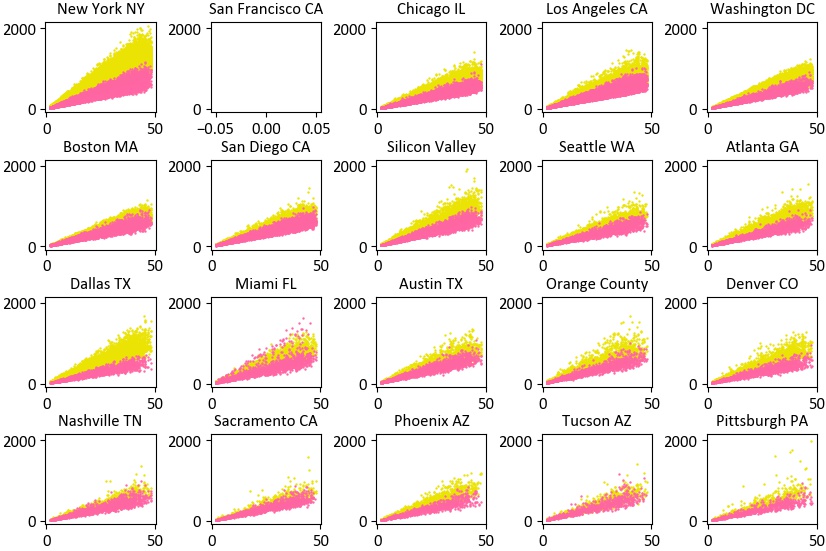 New York NY San Francisco CA Chicago IL Los Angeles CA Washington DC
2000 2000 2000 2000
0 0 0 0
0 50 −0.05 0.00 0.05 0 50 0 50 0 50
Boston MA San Diego CA Silicon Valley Seattle WA Atlanta GA
2000 2000 2000 2000 2000
0 0 0 0 0
0 50 0 50 0 50 0 50 0 50
Dallas TX Miami FL Austin TX Orange County Denver CO
2000 2000 2000 2000 2000
0 0 0 0 0
0 50 0 50 0 50 0 50 0 50
Nashville TN Sacramento CA Phoenix AZ Tucson AZ Pittsburgh PA
2000 2000 2000 2000 2000
0 0 0 0 0
0 50 0 50 0 50 0 50 0 50